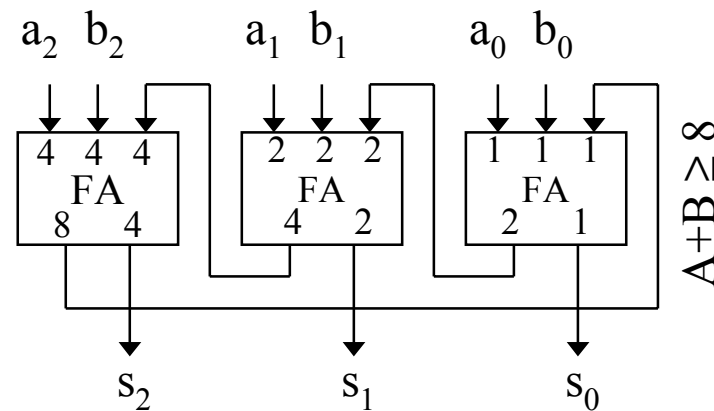 a₂ b₂ a₁ b₁ a₀ b₀
4 4 4 2 2 2 1 1 1
FA FA FA
8 4 4 2 2 1
s₂ s₁ s₀
A+B ≥ 8